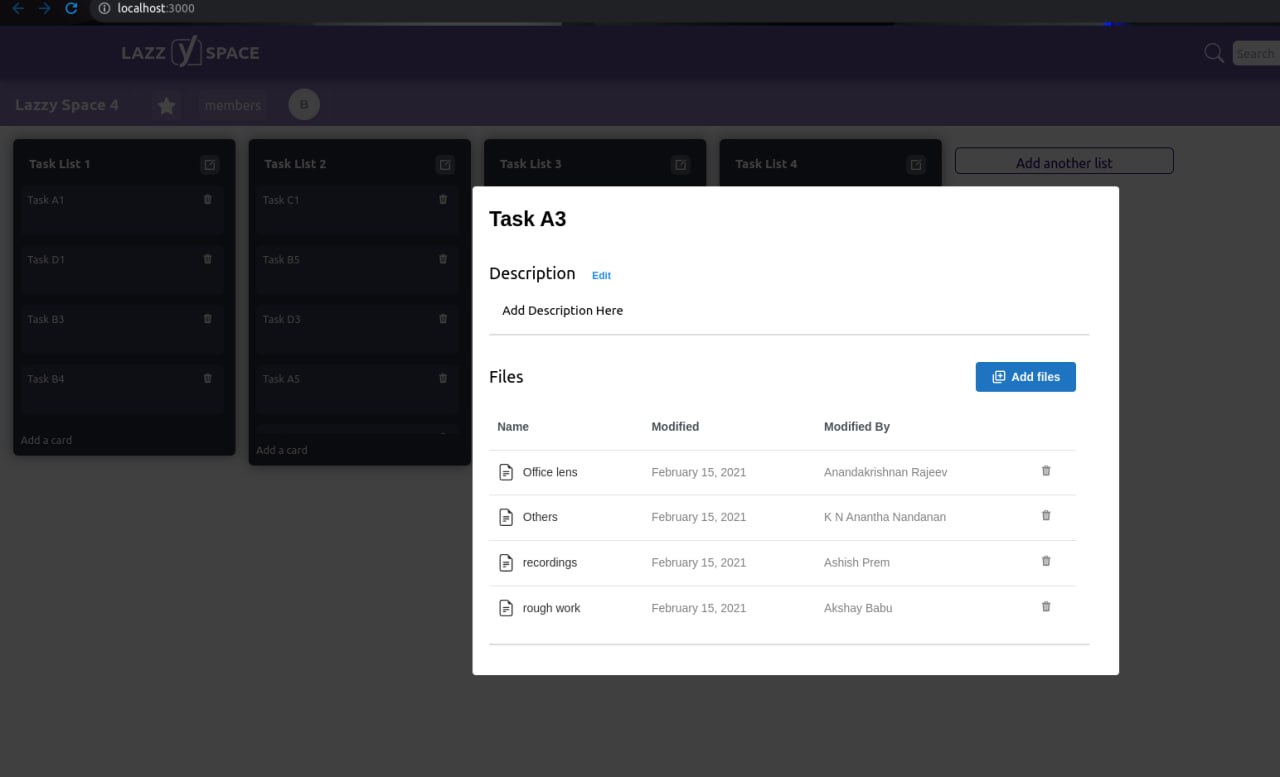 localhost:3000
LAZZ y SPACE
Search
Lazzy Space 4 members B
Task List 1
Task A1
Task D1
Task B3
Task B4
Add a card
Task List 2
Task C1
Task B5
Task D3
Task A5
Add a card
Task List 3
Task List 4
Add another list
Task A3
Description Edit
Add Description Here
Files Add files
Name Modified Modified By
Office lens February 15, 2021 Anandakrishnan Rajeev
Others February 15, 2021 K N Anantha Nandanan
recordings February 15, 2021 Ashish Prem
rough work February 15, 2021 Akshay Babu